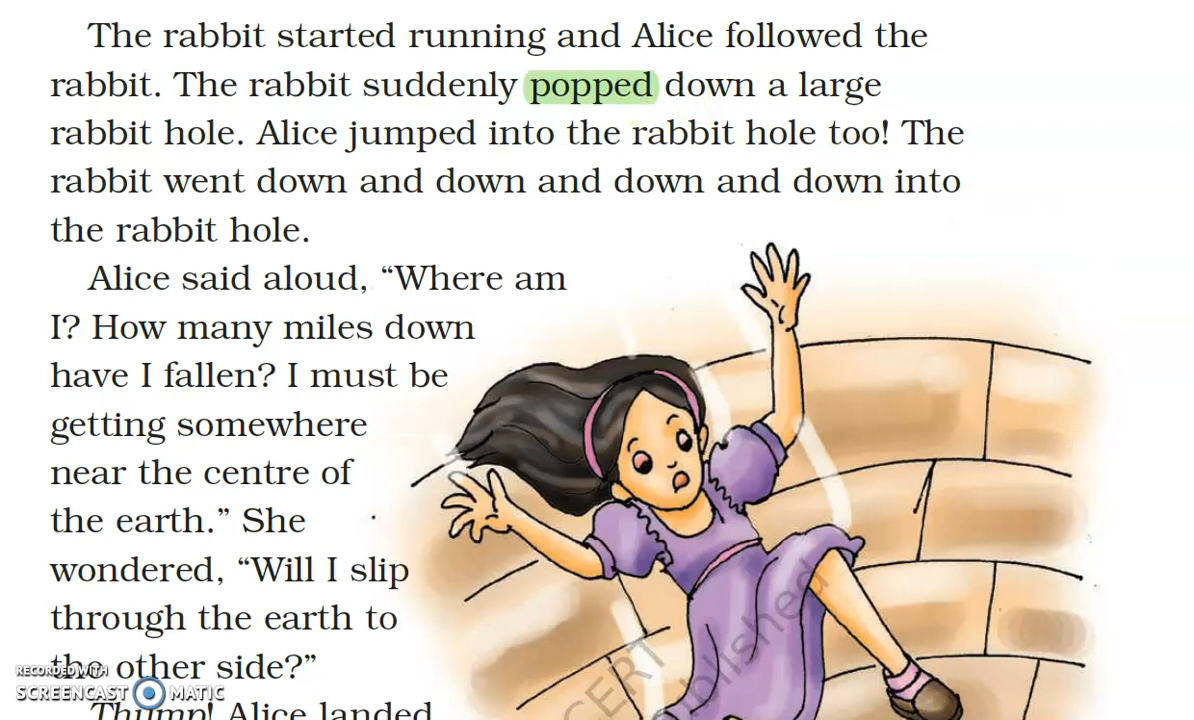 The rabbit started running and Alice followed the
rabbit. The rabbit suddenly popped down a large
rabbit hole. Alice jumped into the rabbit hole too! The
rabbit went down and down and down and down into
the rabbit hole.
Alice said aloud, “Where am
I? How many miles down
have I fallen? I must be
getting somewhere
near the centre of
the earth.” She
wondered, “Will I slip
through the earth to
the other side?”
RECORDED WITH
SCREENCAST MATIC
Thump! Alice landed
CERT
published